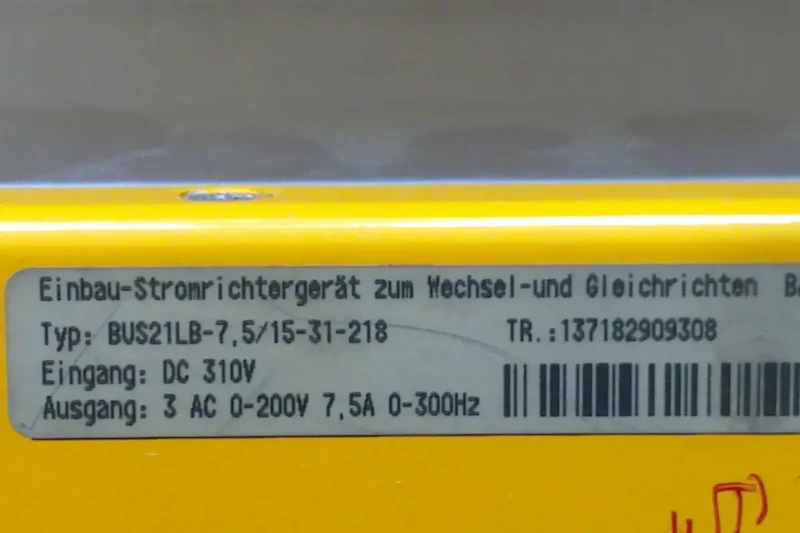 Einbau-Stromrichtergerät zum Wechsel-und Gleichrichten
Typ: BUS21LB-7,5/15-31-218 TR.:137182909308
Eingang: DC 310V
Ausgang: 3 AC 0-200V 7,5A 0-300Hz